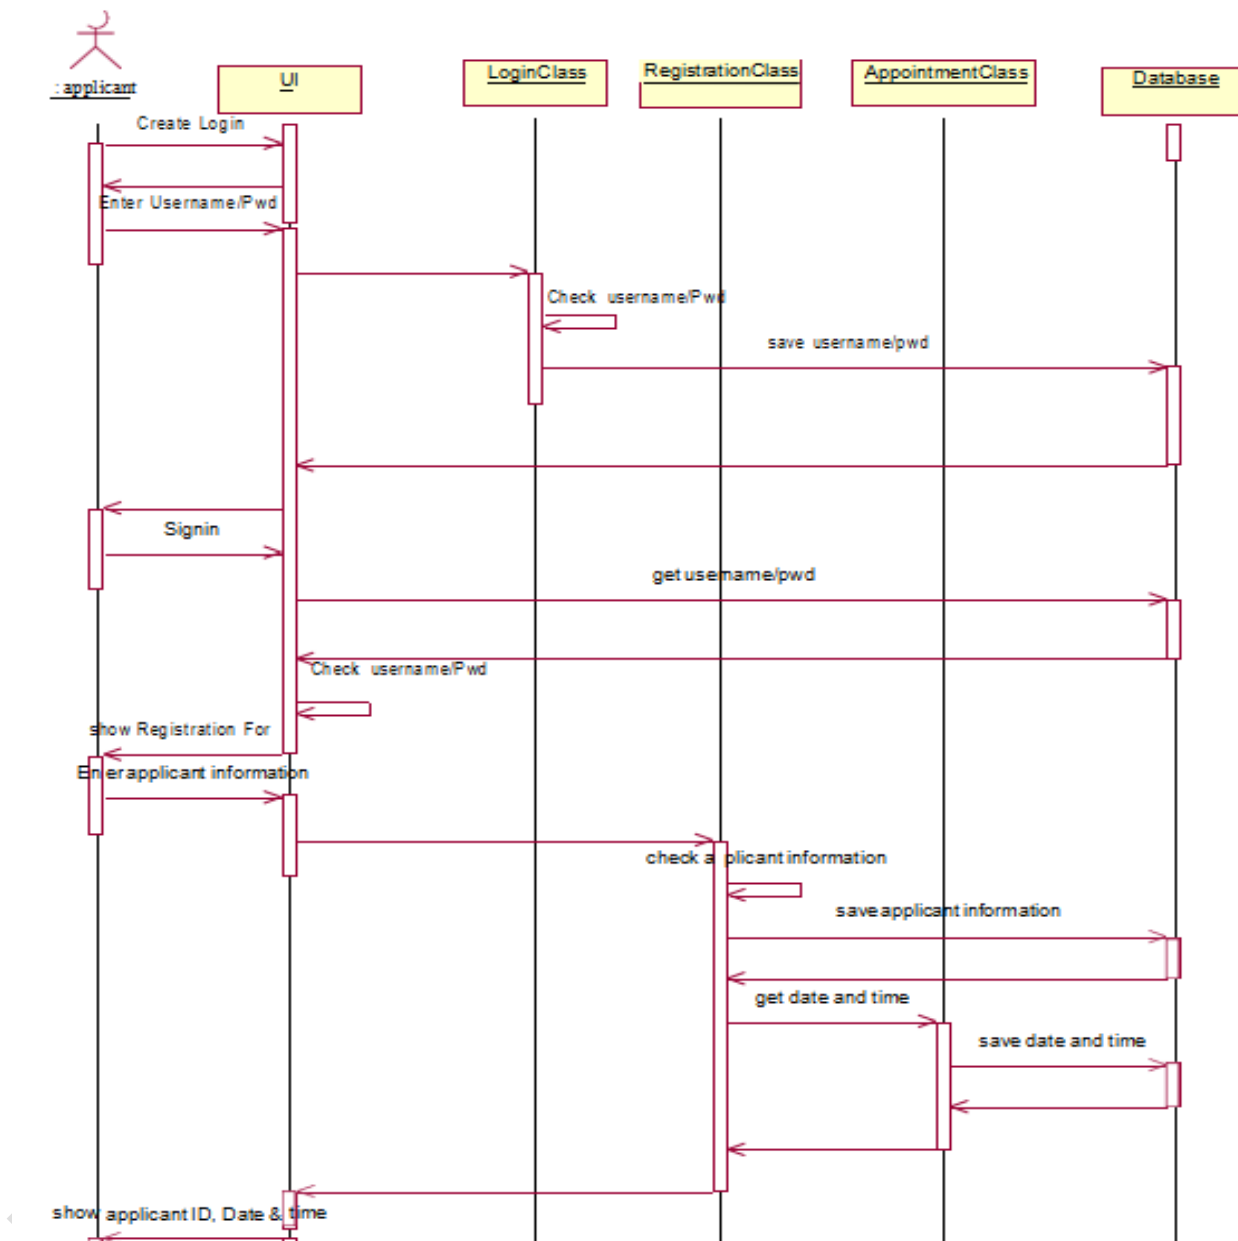 : applicant
UI
LoginClass
RegistrationClass
AppointmentClass
Database
Create Login
Enter Username/Pwd
Check username/Pwd
save username/pwd
Signin
get username/pwd
Check username/Pwd
show Registration For
Enter applicant information
check a plicant information
save applicant information
get date and time
save date and time
show applicant ID, Date & time